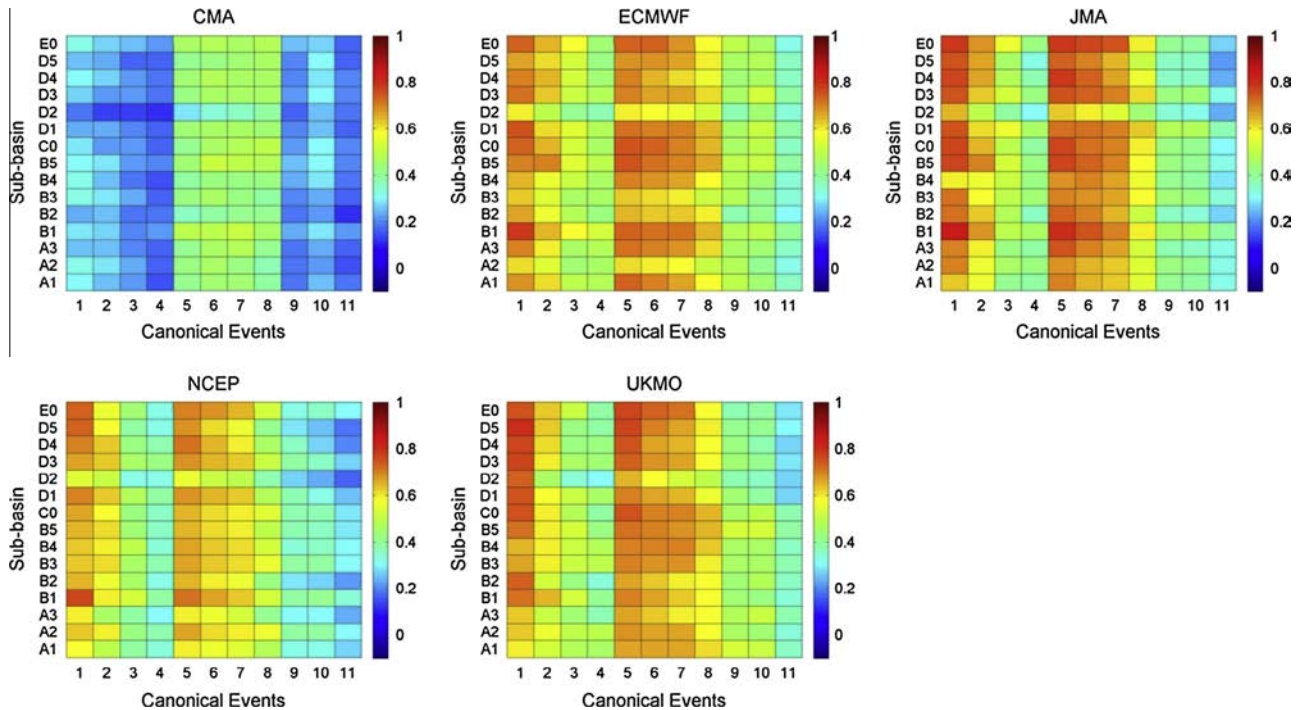 CMA
Sub-basin
E0
D5
D4
D3
D2
D1
C0
B5
B4
B3
B2
B1
A3
A2
A1
1 2 3 4 5 6 7 8 9 10 11
Canonical Events
1
0.8
0.6
0.4
0.2
0
ECMWF
Sub-basin
E0
D5
D4
D3
D2
D1
C0
B5
B4
B3
B2
B1
A3
A2
A1
1 2 3 4 5 6 7 8 9 10 11
Canonical Events
1
0.8
0.6
0.4
0.2
0
JMA
Sub-basin
E0
D5
D4
D3
D2
D1
C0
B5
B4
B3
B2
B1
A3
A2
A1
1 2 3 4 5 6 7 8 9 10 11
Canonical Events
1
0.8
0.6
0.4
0.2
0
NCEP
Sub-basin
E0
D5
D4
D3
D2
D1
C0
B5
B4
B3
B2
B1
A3
A2
A1
1 2 3 4 5 6 7 8 9 10 11
Canonical Events
1
0.8
0.6
0.4
0.2
0
UKMO
Sub-basin
E0
D5
D4
D3
D2
D1
C0
B5
B4
B3
B2
B1
A3
A2
A1
1 2 3 4 5 6 7 8 9 10 11
Canonical Events
1
0.8
0.6
0.4
0.2
0